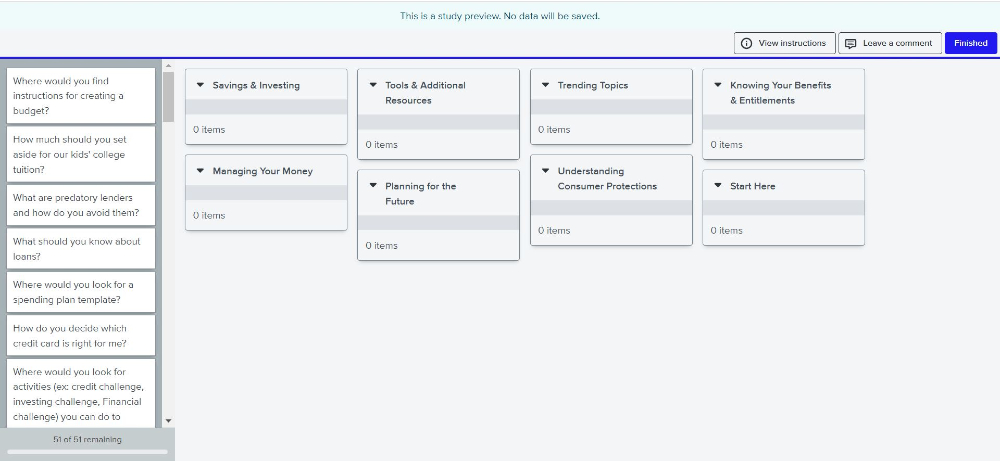 This is a study preview. No data will be saved.
View instructions
Leave a comment
Finished
Where would you find
instructions for creating a
budget?
How much should you set
aside for our kids' college
tuition?
What are predatory lenders
and how do you avoid them?
What should you know about
loans?
Where would you look for a
spending plan template?
How do you decide which
credit card is right for me?
Where would you look for
activities (ex: credit challenge,
investing challenge, Financial
challenge) you can do to
51 of 51 remaining
Savings & Investing
0 items
Managing Your Money
0 items
Tools & Additional
Resources
0 items
Planning for the
Future
0 items
Trending Topics
0 items
Understanding
Consumer Protections
0 items
Knowing Your Benefits
& Entitlements
0 items
Start Here
0 items